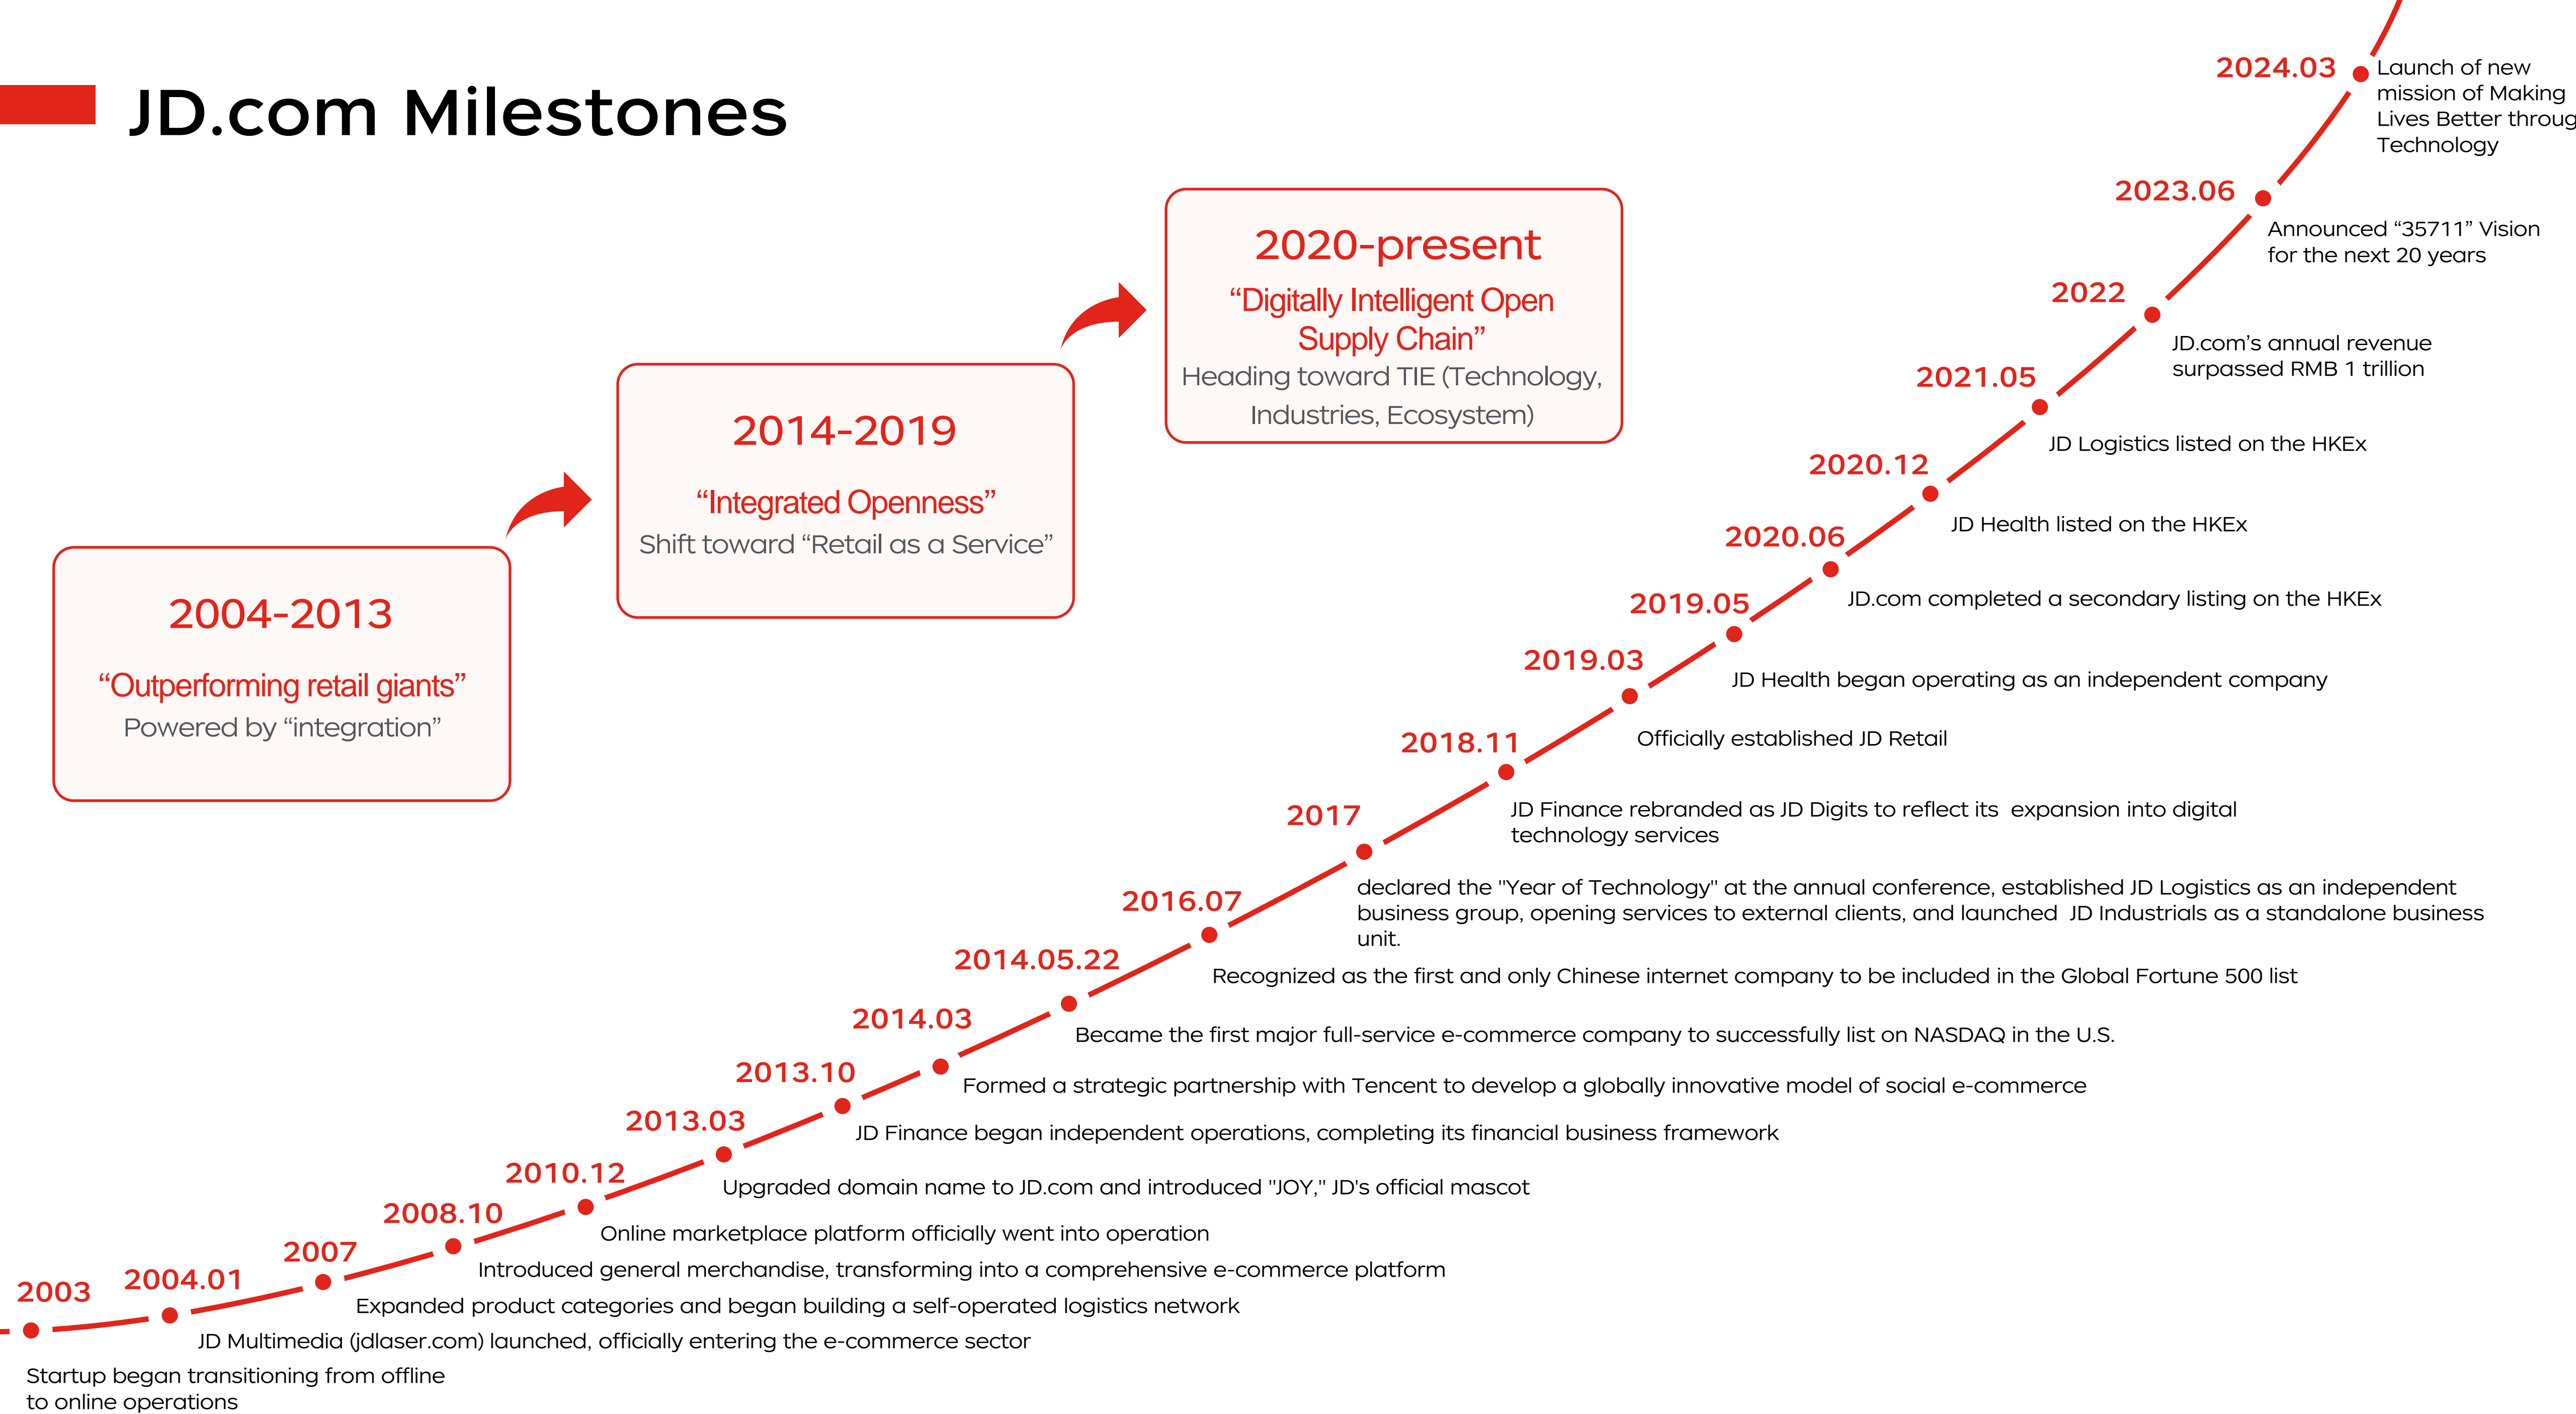 JD.com Milestones
2004-2013
“Outperforming retail giants”
Powered by “integration”
2014-2019
“Integrated Openness”
Shift toward “Retail as a Service”
2020-present
“Digitally Intelligent Open
Supply Chain”
Heading toward TIE (Technology,
Industries, Ecosystem)
2003
Startup began transitioning from offline
to online operations
2004.01
JD Multimedia (jdlaser.com) launched, officially entering the e-commerce sector
2007
Expanded product categories and began building a self-operated logistics network
2008.10
Introduced general merchandise, transforming into a comprehensive e-commerce platform
2010.12
Online marketplace platform officially went into operation
2013.03
Upgraded domain name to JD.com and introduced "JOY," JD's official mascot
2013.10
JD Finance began independent operations, completing its financial business framework
2014.03
Formed a strategic partnership with Tencent to develop a globally innovative model of social e-commerce
2014.05.22
Became the first major full-service e-commerce company to successfully list on NASDAQ in the U.S.
2016.07
Recognized as the first and only Chinese internet company to be included in the Global Fortune 500 list
2017
declared the "Year of Technology" at the annual conference, established JD Logistics as an independent
business group, opening services to external clients, and launched  JD Industrials as a standalone business
unit.
2018.11
JD Finance rebranded as JD Digits to reflect its  expansion into digital
technology services
2019.03
Officially established JD Retail
2019.05
JD Health began operating as an independent company
2020.06
JD.com completed a secondary listing on the HKEx
2020.12
JD Health listed on the HKEx
2021.05
JD Logistics listed on the HKEx
2022
JD.com’s annual revenue
surpassed RMB 1 trillion
2023.06
Announced “35711” Vision
for the next 20 years
2024.03
Launch of new
mission of Making
Lives Better throug
Technology